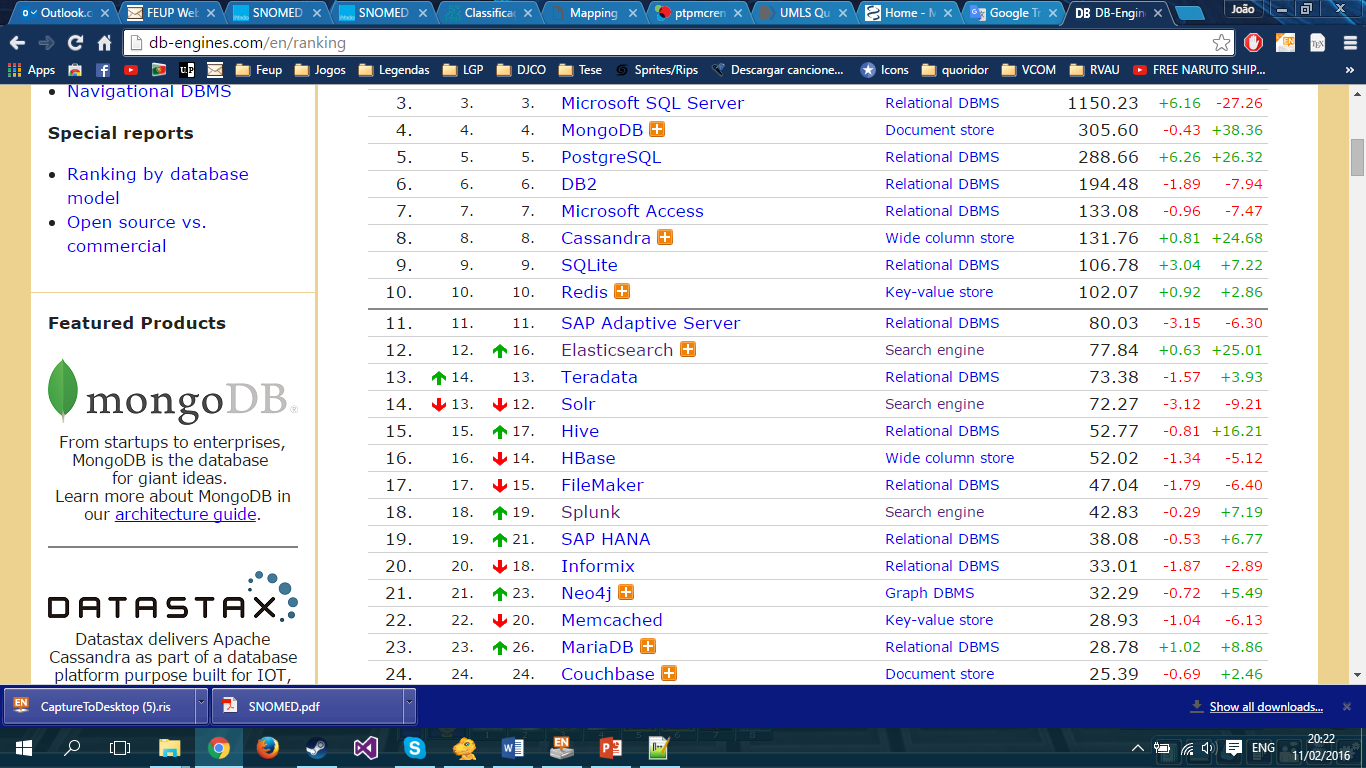 Outlook.c
FEUP Web
SNOMED
SNOMED
Classificaç
Mapping
ptpmcren
UMLS Qu
Home - M
Google Tr
DB DB-Engin
João
db-engines.com/en/ranking
Apps
Feup
Jogos
Legendas
LGP
DJCO
Tese
Sprites/Rips
Descargar cancione...
Icons
quoridor
VCOM
RVAU
FREE NARUTO SHIP...
»
Navigational DBMS
Special reports
Ranking by database
model
Open source vs.
commercial
Featured Products
mongoDB®
From startups to enterprises,
MongoDB is the database
for giant ideas.
Learn more about MongoDB in
our architecture guide.
DATASTAX
Datastax delivers Apache
Cassandra as part of a database
platform purpose built for IOT,
3. 3. 3. Microsoft SQL Server Relational DBMS 1150.23 +6.16 -27.26
4. 4. 4. MongoDB Document store 305.60 -0.43 +38.36
5. 5. 5. PostgreSQL Relational DBMS 288.66 +6.26 +26.32
6. 6. 6. DB2 Relational DBMS 194.48 -1.89 -7.94
7. 7. 7. Microsoft Access Relational DBMS 133.08 -0.96 -7.47
8. 8. 8. Cassandra Wide column store 131.76 +0.81 +24.68
9. 9. 9. SQLite Relational DBMS 106.78 +3.04 +7.22
10. 10. 10. Redis Key-value store 102.07 +0.92 +2.86
11. 11. 11. SAP Adaptive Server Relational DBMS 80.03 -3.15 -6.30
12. 12. 16. Elasticsearch Search engine 77.84 +0.63 +25.01
13. 14. 13. Teradata Relational DBMS 73.38 -1.57 +3.93
14. 13. 12. Solr Search engine 72.27 -3.12 -9.21
15. 15. 17. Hive Relational DBMS 52.77 -0.81 +16.21
16. 16. 14. HBase Wide column store 52.02 -1.34 -5.12
17. 17. 15. FileMaker Relational DBMS 47.04 -1.79 -6.40
18. 18. 19. Splunk Search engine 42.83 -0.29 +7.19
19. 19. 21. SAP HANA Relational DBMS 38.08 -0.53 +6.77
20. 20. 18. Informix Relational DBMS 33.01 -1.87 -2.89
21. 21. 23. Neo4j Graph DBMS 32.29 -0.72 +5.49
22. 22. 20. Memcached Key-value store 28.93 -1.04 -6.13
23. 23. 26. MariaDB Relational DBMS 28.78 +1.02 +8.86
24. 24. 24. Couchbase Document store 25.39 -0.69 +2.46
CaptureToDesktop (5).ris
SNOMED.pdf
Show all downloads...
ENG
20:22
11/02/2016